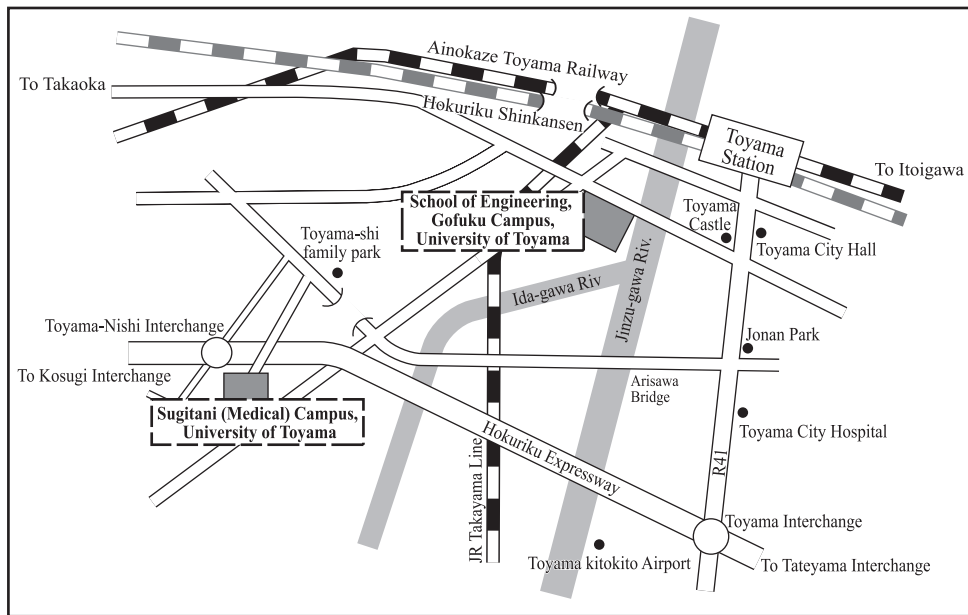 Ainokaze Toyama Railway
To Takaoka
Hokuriku Shinkansen
Toyama
Station
To Itoigawa
School of Engineering,
Gofuku Campus,
University of Toyama
Toyama
Castle
Toyama City Hall
Toyama-shi
family park
Ida-gawa Riv
Jinzu-gawa Riv.
Toyama-Nishi Interchange
Jonan Park
To Kosugi Interchange
Arisawa
Bridge
Sugitani (Medical) Campus,
University of Toyama
Toyama City Hospital
Hokuriku Expressway
JR Takayama Line
R41
Toyama Interchange
Toyama kitokito Airport
To Tateyama Interchange